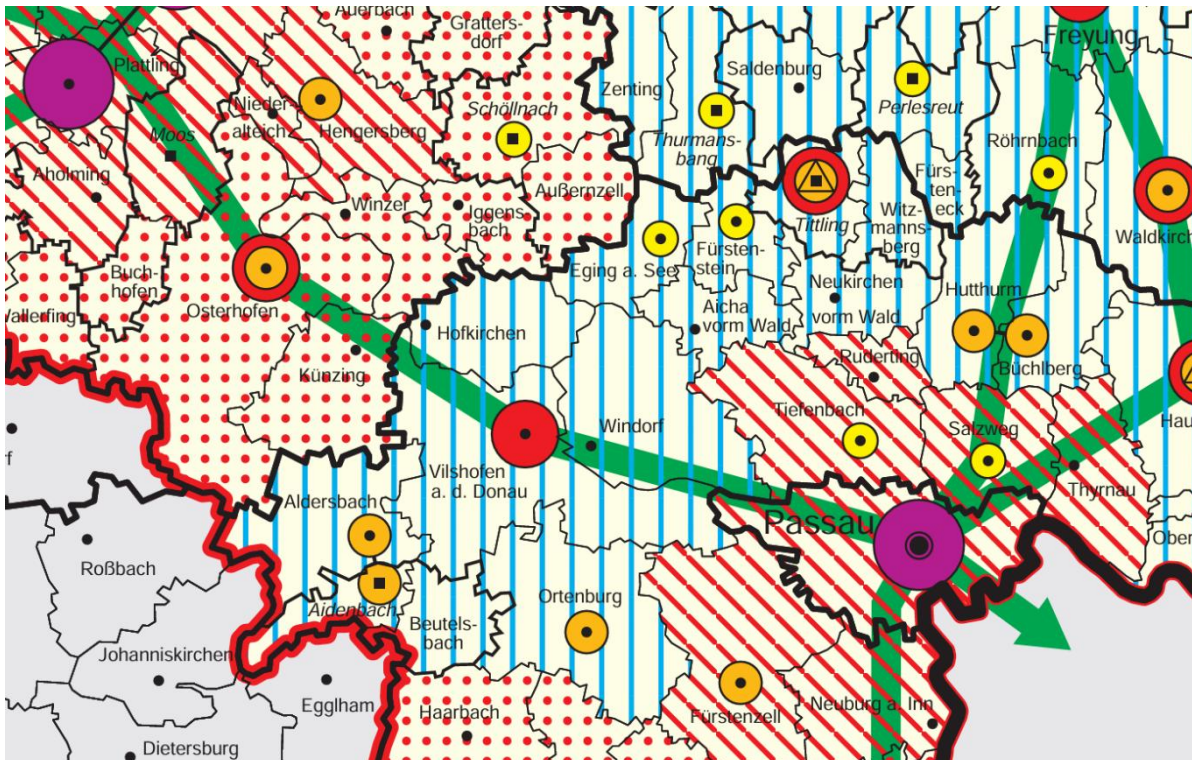 Auerbach
Gratters-
dorf
Freyung
Plattling
Zenting
Saldenburg
Nieder-
alteich
Hengersberg
Schöllnach
Thurmans-
bang
Perlesreut
Röhrnbach
Moos
Aholming
Außernzell
Fürs-
ten-
eck
Winzer
Iggens-
bach
Tittling
Witz-
manns-
berg
Waldkirch
Buch-
hofen
Eging a. See
Fürsten-
stein
Neukirchen
vorm Wald
Hutthurm
Wallerfing
Osterhofen
Hofkirchen
Aicha
vorm Wald
Ruderting
Büchlberg
Künzing
Tiefenbach
Salzweg
Hau
Windorf
Vilshofen
a. d. Donau
Thyrnau
Aldersbach
Passau
Ober
Roßbach
Aidenbach
Beutels-
bach
Ortenburg
Johanniskirchen
Egglham
Haarbach
Fürstenzell
Neuburg a. Inn
Dietersburg